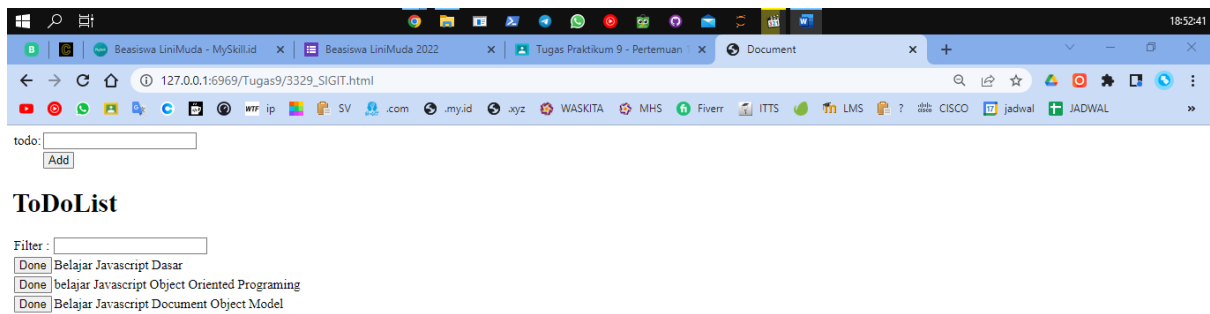 18:52:41
B C Beasiswa LiniMuda - MySkill.id Beasiswa LiniMuda 2022 Tugas Praktikum 9 - Pertemuan 1 Document
127.0.0.1:6969/Tugas9/3329_SIGIT.html
WTF ip SV .com .my.id .xyz WASKITA MHS Fiverr ITTS LMS ? CISCO 17 jadwal JADWAL »
todo:
Add
ToDoList
Filter :
Done Belajar Javascript Dasar
Done belajar Javascript Object Oriented Programing
Done Belajar Javascript Document Object Model